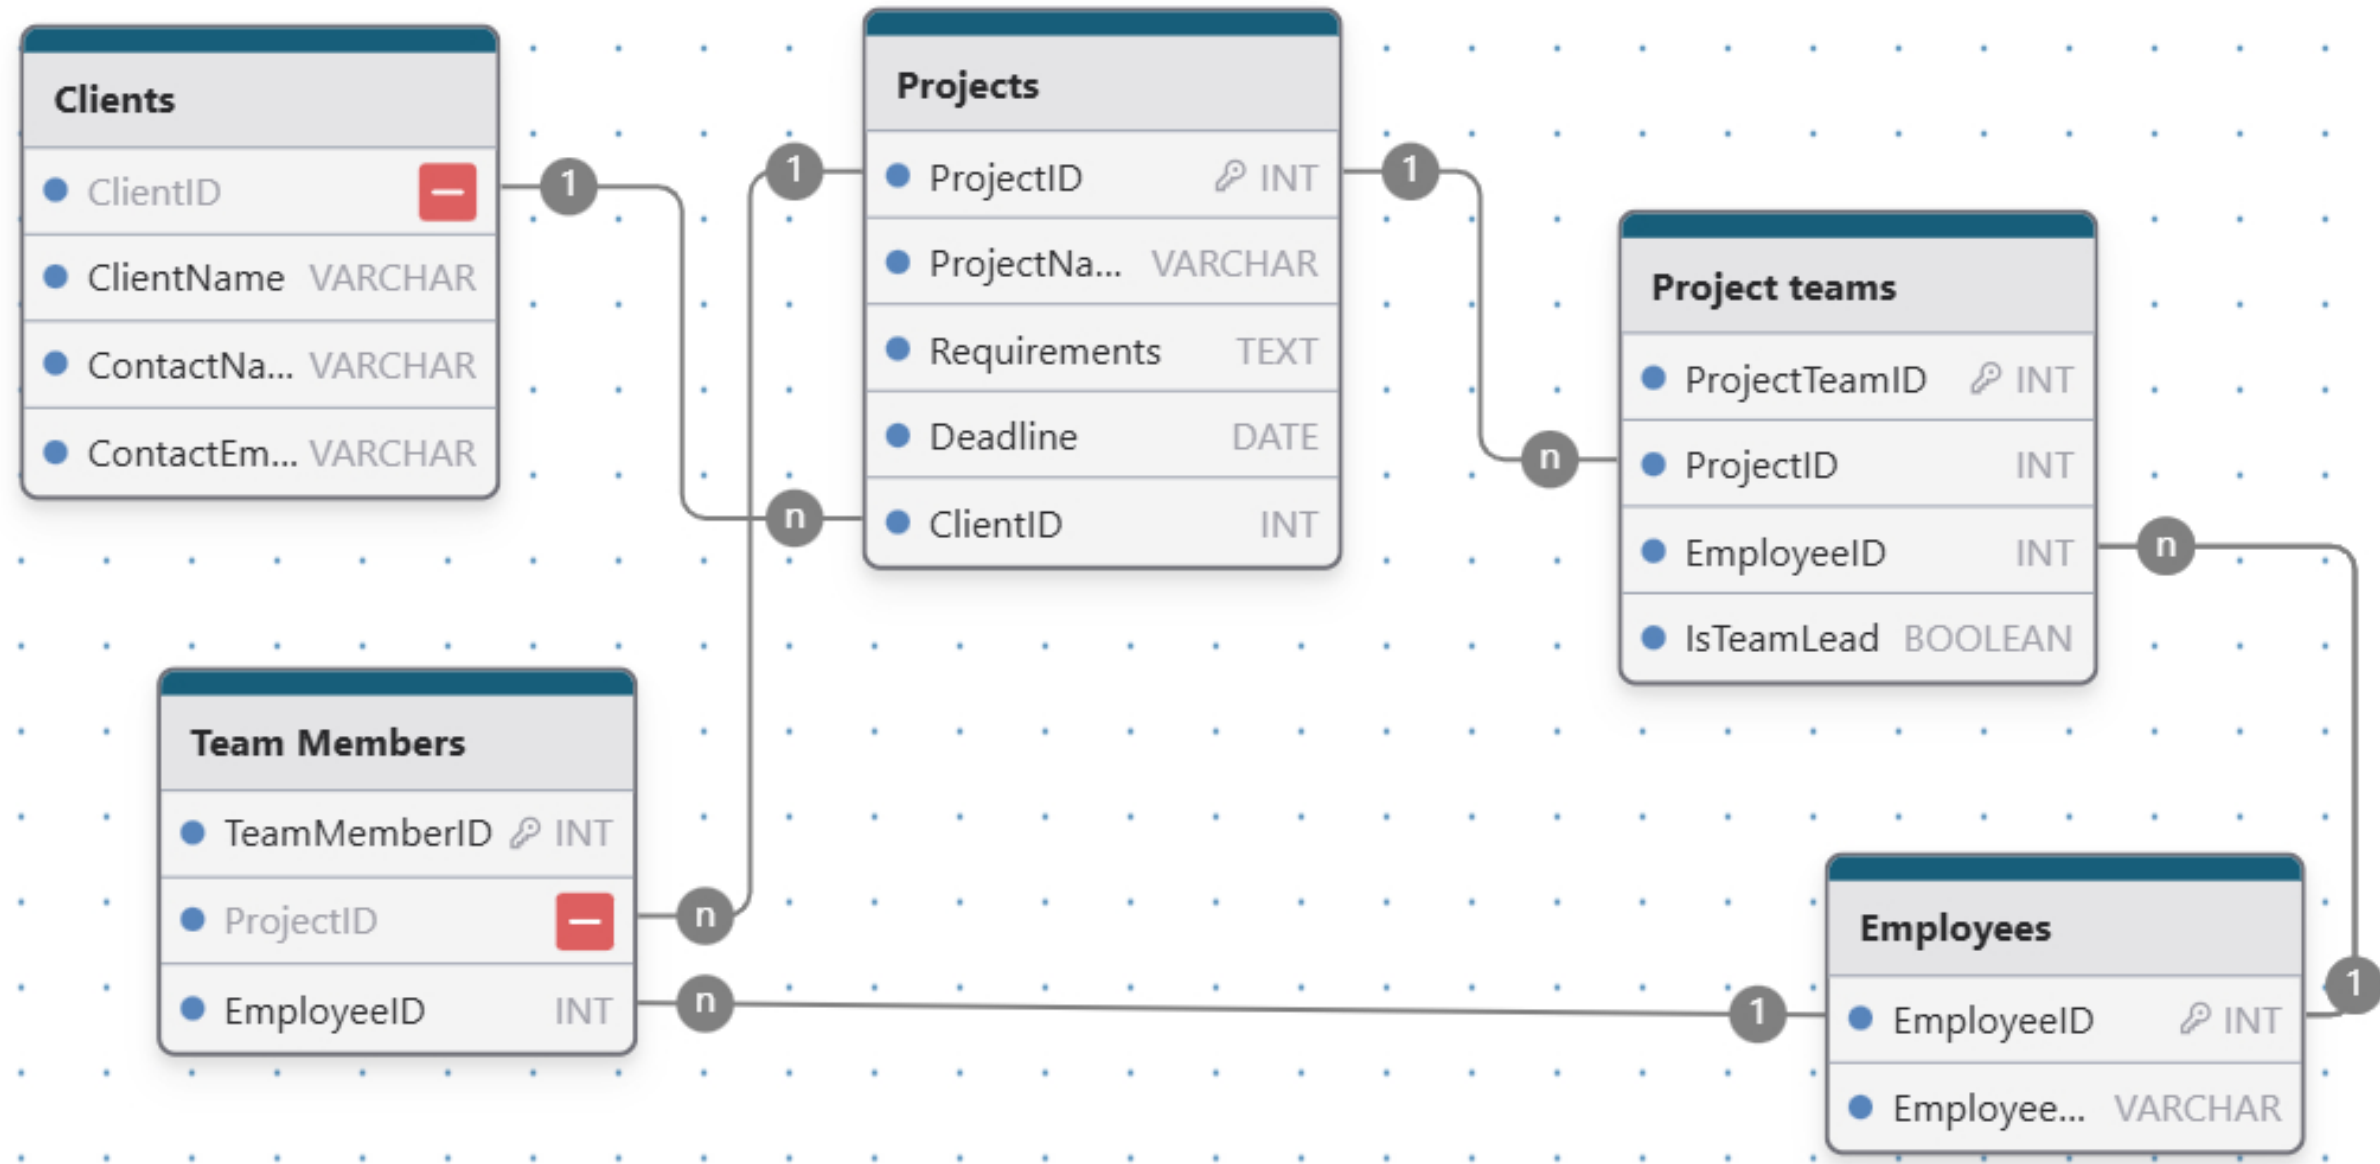 Clients
ClientID
ClientName VARCHAR
ContactNa... VARCHAR
ContactEm... VARCHAR
1
n
Projects
ProjectID INT
ProjectNa... VARCHAR
Requirements TEXT
Deadline DATE
ClientID INT
1
1
n
Project teams
ProjectTeamID INT
ProjectID INT
EmployeeID INT
IsTeamLead BOOLEAN
n
Team Members
TeamMemberID INT
ProjectID
EmployeeID INT
n
n
1
Employees
EmployeeID INT
Employee... VARCHAR
1